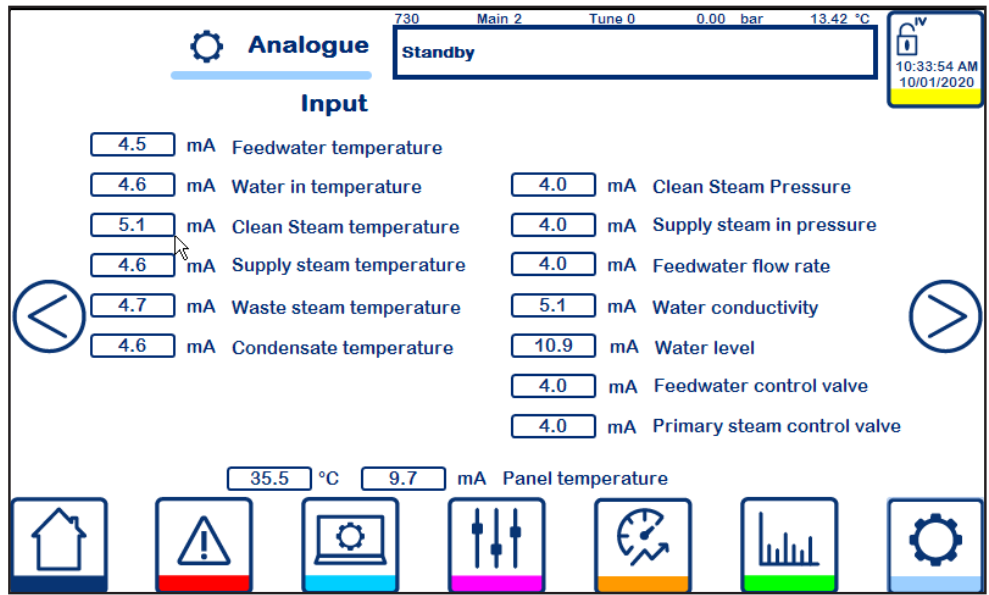 730 Main 2 Tune 0 0.00 bar 13.42 °C
Analogue
Standby
IV
10:33:54 AM
10/01/2020
Input
4.5 mA Feedwater temperature
4.6 mA Water in temperature
5.1 mA Clean Steam temperature
4.6 mA Supply steam temperature
4.7 mA Waste steam temperature
4.6 mA Condensate temperature
4.0 mA Clean Steam Pressure
4.0 mA Supply steam in pressure
4.0 mA Feedwater flow rate
5.1 mA Water conductivity
10.9 mA Water level
4.0 mA Feedwater control valve
4.0 mA Primary steam control valve
35.5 °C 9.7 mA Panel temperature